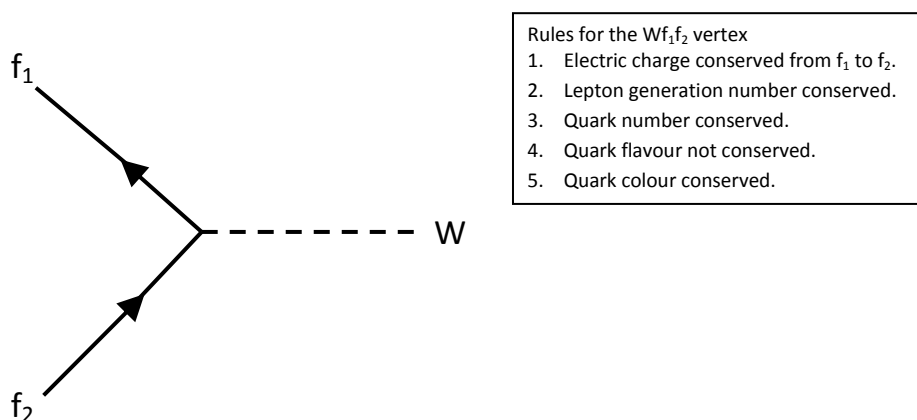 f₁
Rules for the Wf₁f₂ vertex
1. Electric charge conserved from f₁ to f₂.
2. Lepton generation number conserved.
3. Quark number conserved.
4. Quark flavour not conserved.
5. Quark colour conserved.
W
f₂